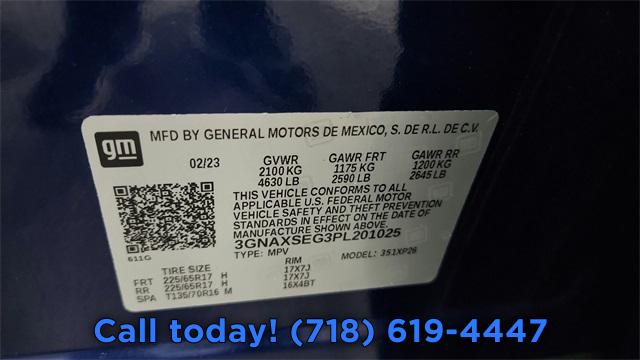 gm
MFD BY GENERAL MOTORS DE MEXICO, S. DE R.L. DE C.V.
02/23 GVWR GAWR FRT GAWR RR
2100 KG 1175 KG 1200 KG
4630 LB 2590 LB 2645 LB
THIS VEHICLE CONFORMS TO ALL
APPLICABLE U.S. FEDERAL MOTOR
VEHICLE SAFETY AND THEFT PREVENTION
STANDARDS IN EFFECT ON THE DATE OF
MANUFACTURE SHOWN ABOVE.
3GNAXSEG3PL201025
611G TYPE: MPV MODEL: 351XP26
TIRE SIZE RIM
FRT 225/65R17 H 17X7J
RR 225/65R17 H 17X7J
SPA T135/70R16 M 16X4BT
Call today! (718) 619-4447